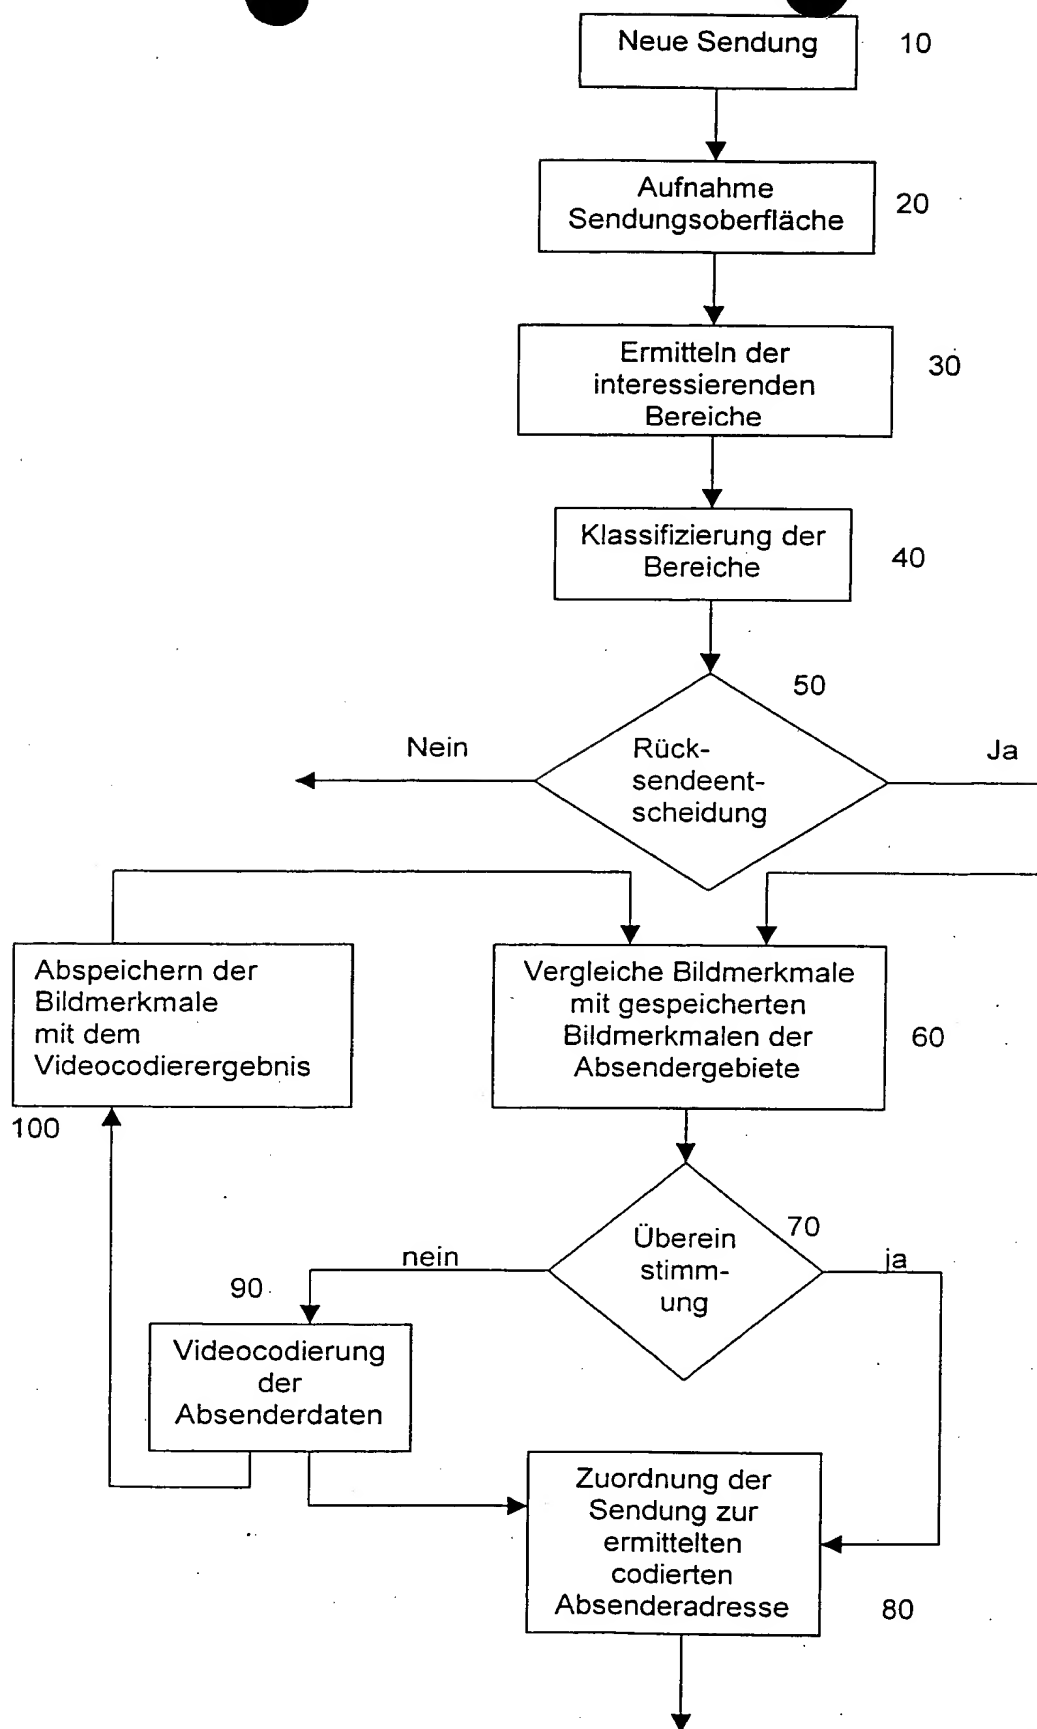 Neue Sendung
10
Aufnahme
Sendungsoberfläche
20
Ermitteln der
interessierenden
Bereiche
30
Klassifizierung der
Bereiche
40
50
Nein
Rück-
sendeent-
scheidung
Ja
Abspeichern der
Bildmerkmale
mit dem
Videocodierergebnis
100
Vergleiche Bildmerkmale
mit gespeicherten
Bildmerkmalen der
Absendergebiete
60
70
Überein
stimm-
ung
nein
ja
90
Videocodierung
der
Absenderdaten
Zuordnung der
Sendung zur
ermittelten
codierten
Absenderadresse
80